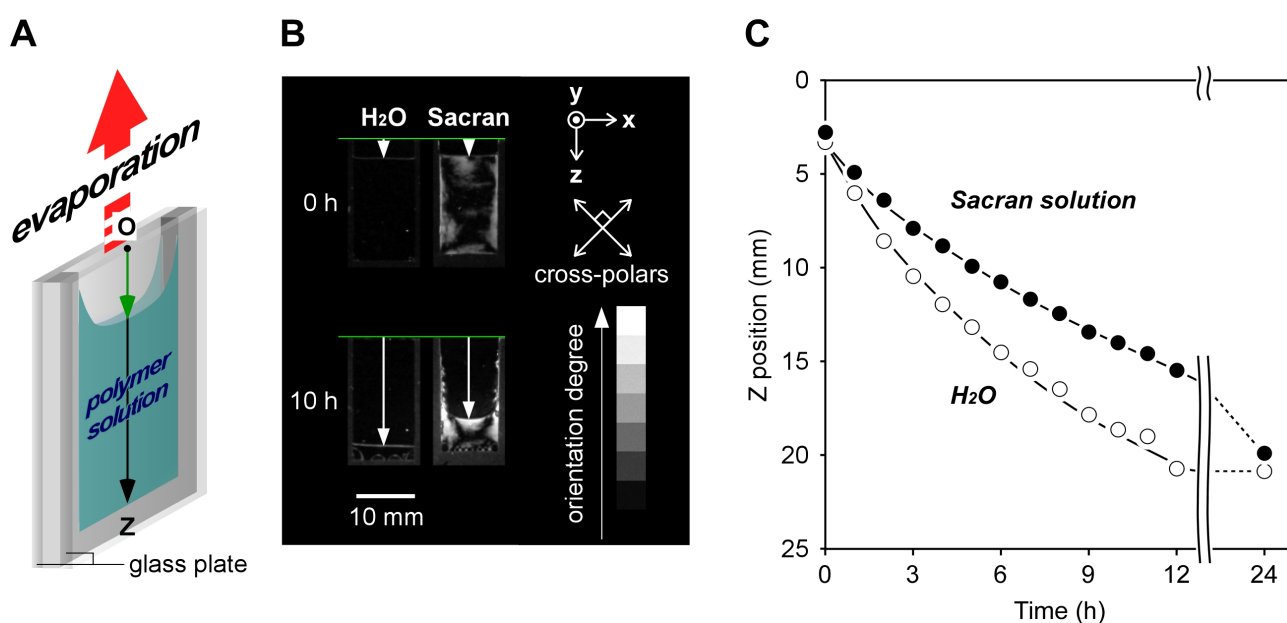 A
evaporation
O
polymer
solution
Z
glass plate
B
H₂O
Sacran
0 h
10 h
10 mm
y
x
z
cross-polars
orientation degree
C
Z position (mm)
0
5
10
15
20
25
Sacran solution
H₂O
0
3
6
9
12
24
Time (h)